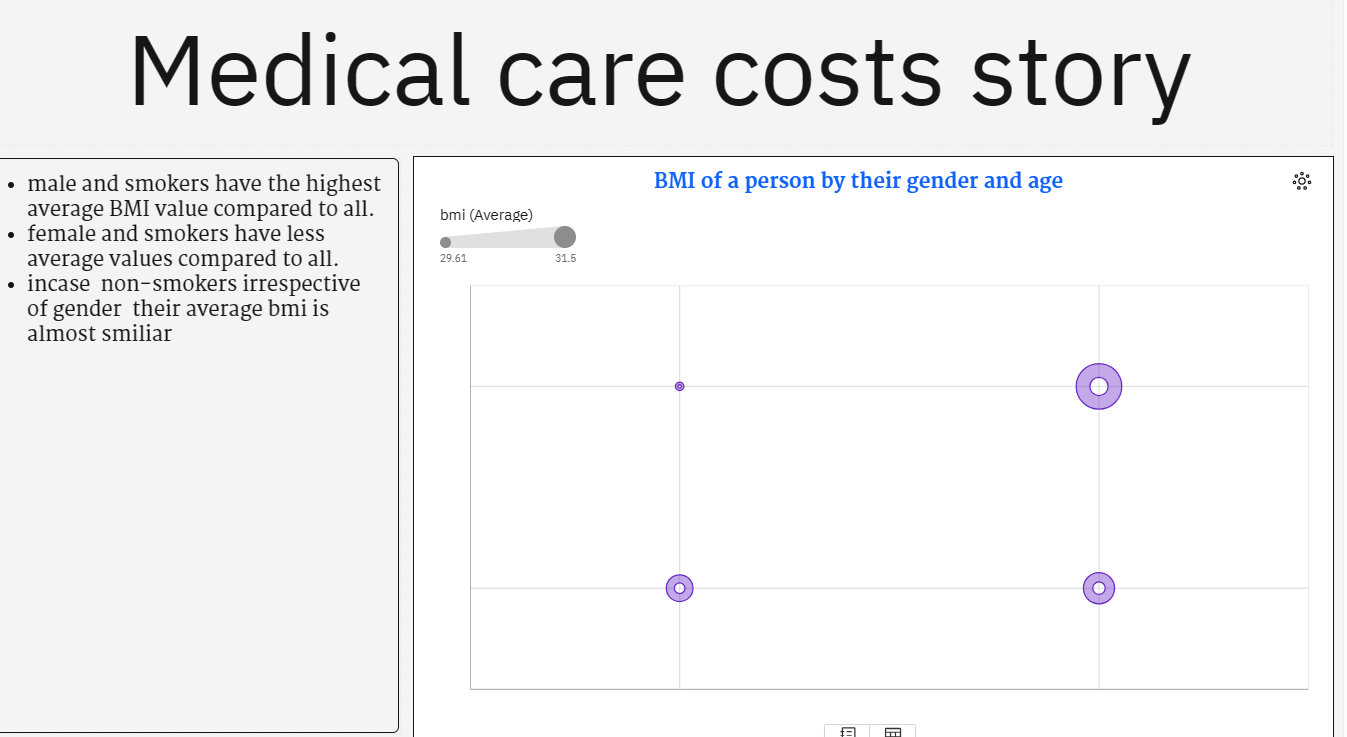 Medical care costs story
• male and smokers have the highest
average BMI value compared to all.
• female and smokers have less
average values compared to all.
• incase  non-smokers irrespective
of gender  their average bmi is
almost smiliar
BMI of a person by their gender and age
bmi (Average)
29.61 31.5